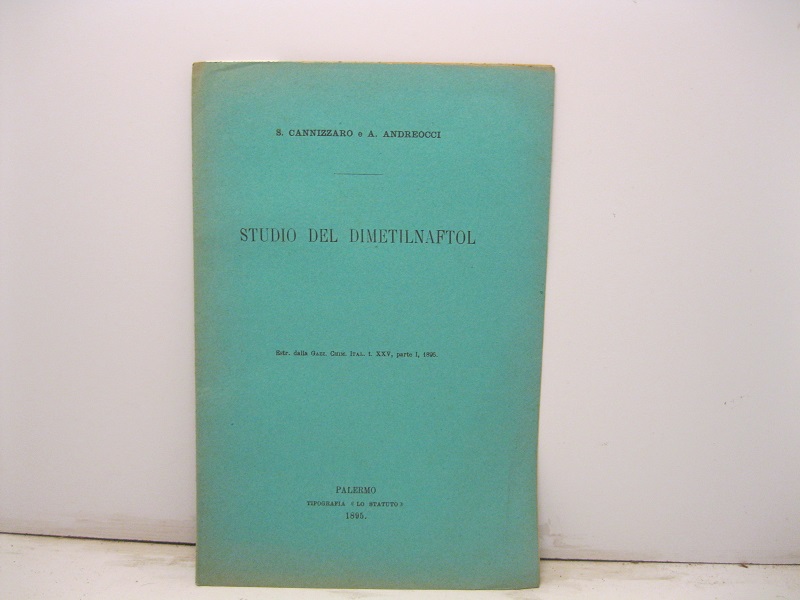 S. CANNIZZARO e A. ANDREOCCI
STUDIO DEL DIMETILNAFTOL
Estr. dalla GAZZ. CHIM. ITAL. t. XXV, parte I, 1895.
PALERMO
TIPOGRAFIA «LO STATUTO»
1895.